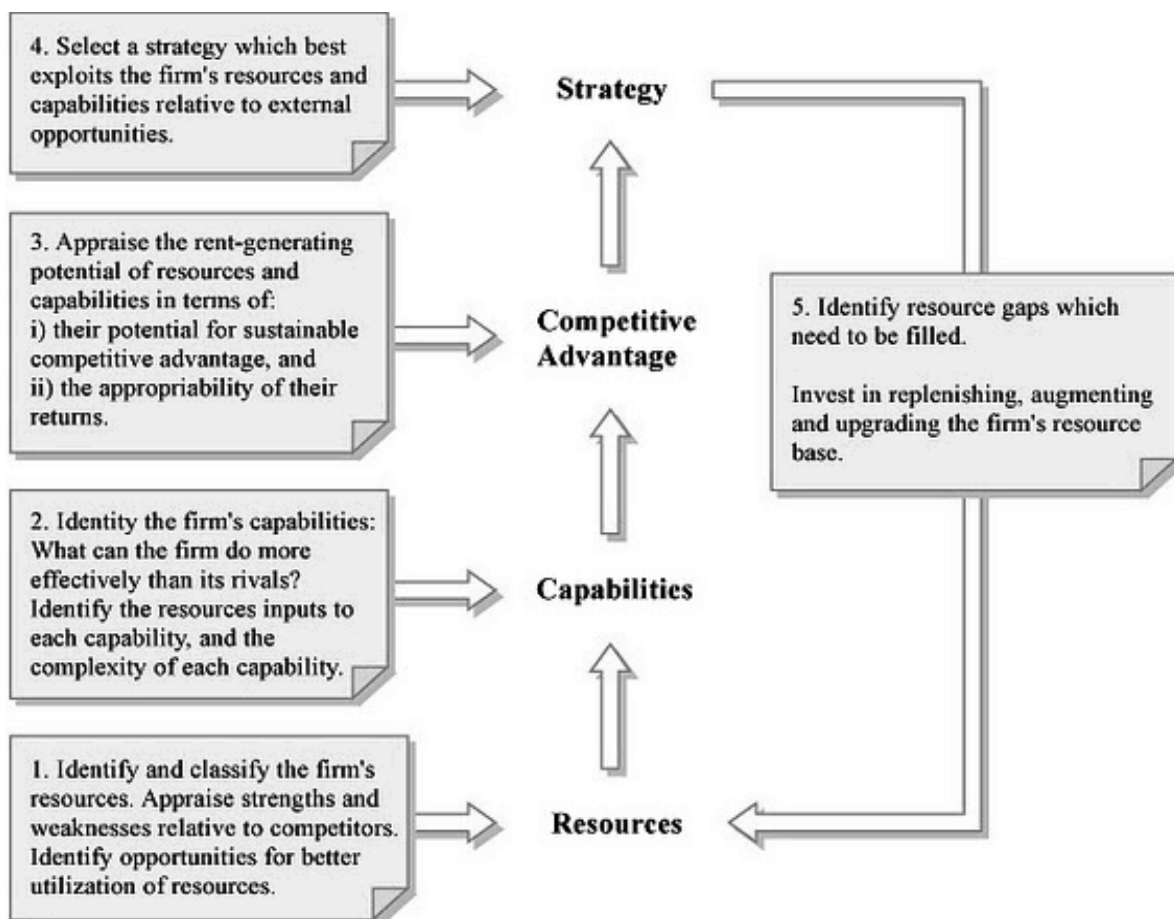 4. Select a strategy which best
exploits the firm's resources and
capabilities relative to external
opportunities.
Strategy
3. Appraise the rent-generating
potential of resources and
capabilities in terms of:
i) their potential for sustainable
competitive advantage, and
ii) the appropriability of their
returns.
Competitive
Advantage
5. Identify resource gaps which
need to be filled.
Invest in replenishing, augmenting
and upgrading the firm's resource
base.
2. Identity the firm's capabilities:
What can the firm do more
effectively than its rivals?
Identify the resources inputs to
each capability, and the
complexity of each capability.
Capabilities
1. Identify and classify the firm's
resources. Appraise strengths and
weaknesses relative to competitors.
Identify opportunities for better
utilization of resources.
Resources